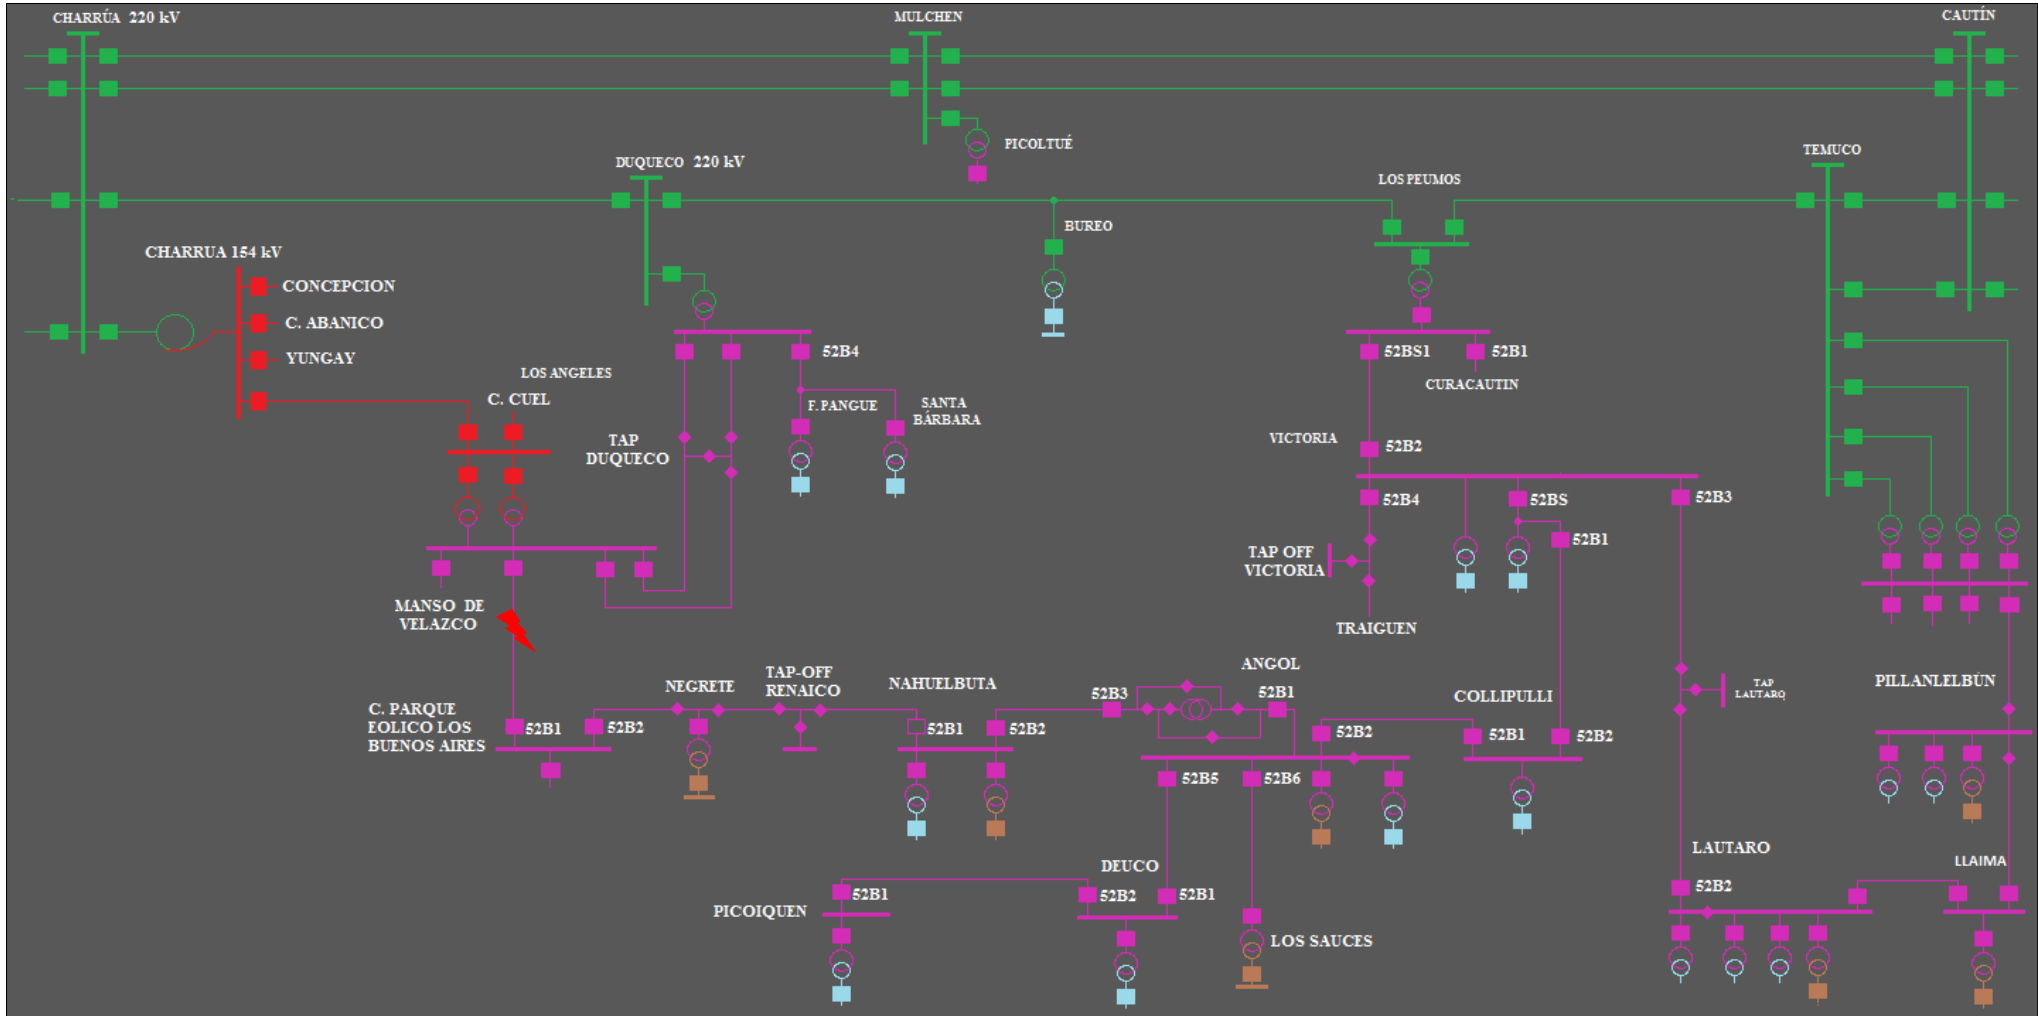 CHARRÚA 220 kV
MULCHEN
CAUTÍN
PICOLTUÉ
TEMUCO
DUQUECO 220 kV
LOS PEUMOS
BUREO
CHARRUA 154 kV
CONCEPCION
C. ABANICO
YUNGAY
LOS ANGELES
C. CUEL
52B4
52BS1
52B1
CURACAUTIN
F. PANGUE
SANTA
BÁRBARA
TAP
DUQUECO
VICTORIA
52B2
52B4
52BS
52B3
52B1
TAP OFF
VICTORIA
TRAIGUEN
MANSO DE
VELAZCO
NEGRETE
TAP-OFF
RENAICO
NAHUELBUTA
ANGOL
52B3
52B1
COLLIPULLI
TAP
LAUTARO
PILLANLELBÚN
C. PARQUE
EOLICO LOS
BUENOS AIRES
52B1
52B2
52B1
52B2
52B2
52B1
52B2
52B5
52B6
DEUCO
LAUTARO
LLAIMA
52B1
52B2
52B1
52B2
PICOIQUEN
LOS SAUCES